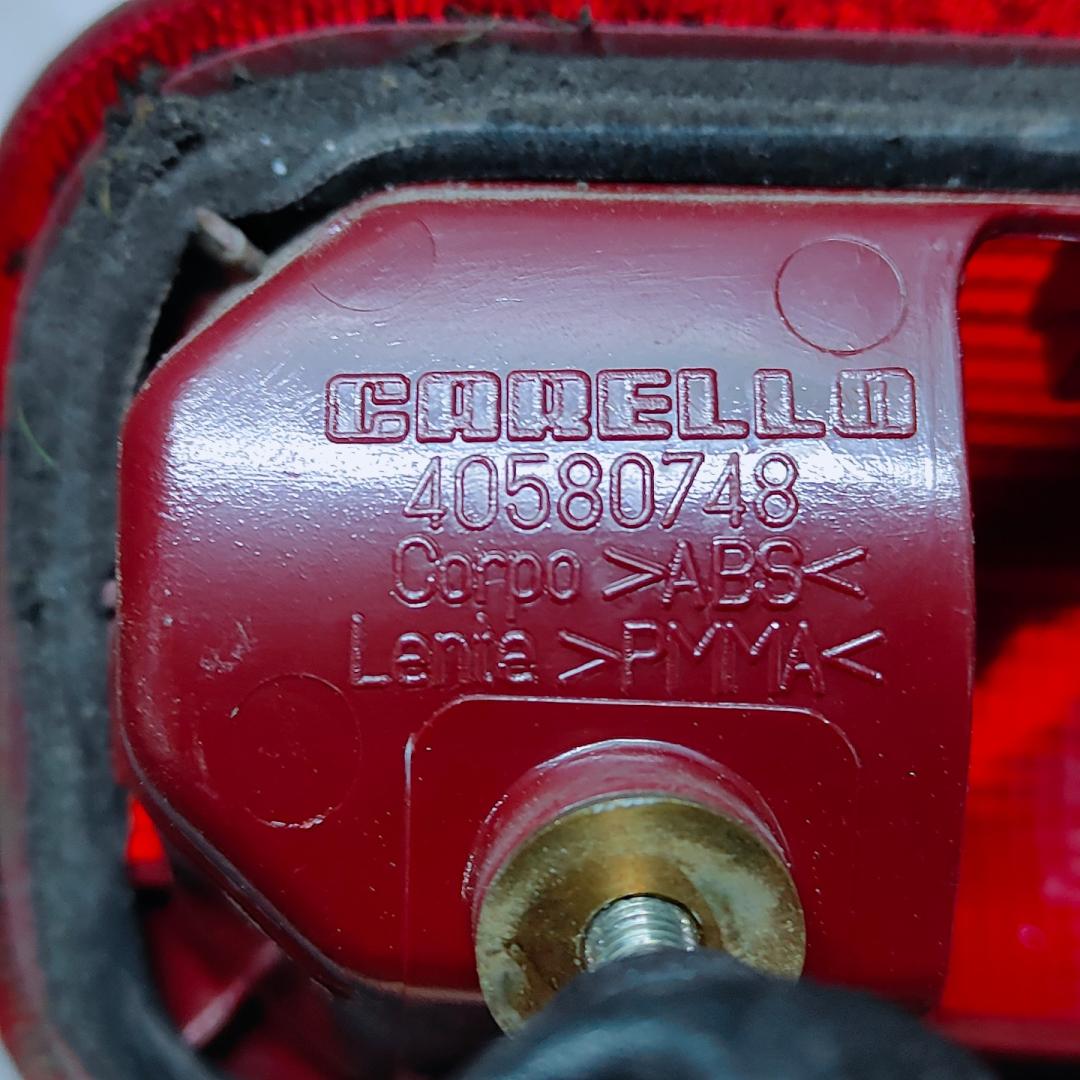 CARELLO
40580748
Corpo >ABS<
Lente >PMMA<